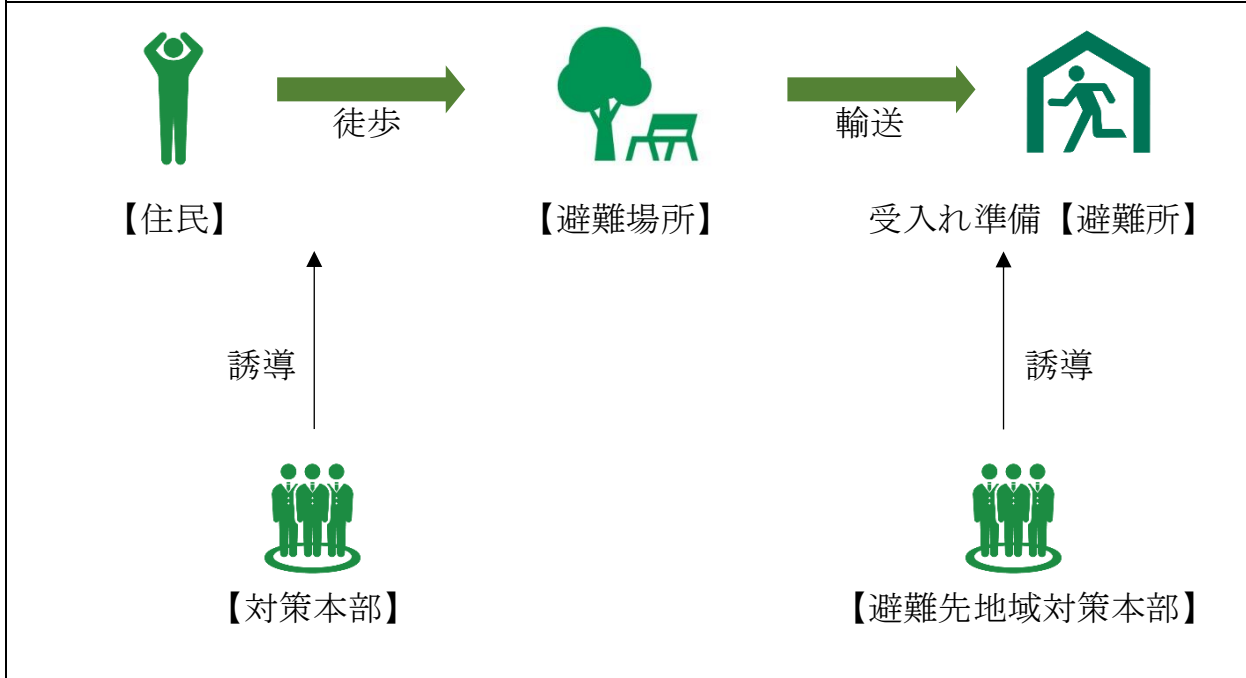 徒歩
輸送
【住民】
【避難場所】
受入れ準備【避難所】
誘導
誘導
【対策本部】
【避難先地域対策本部】